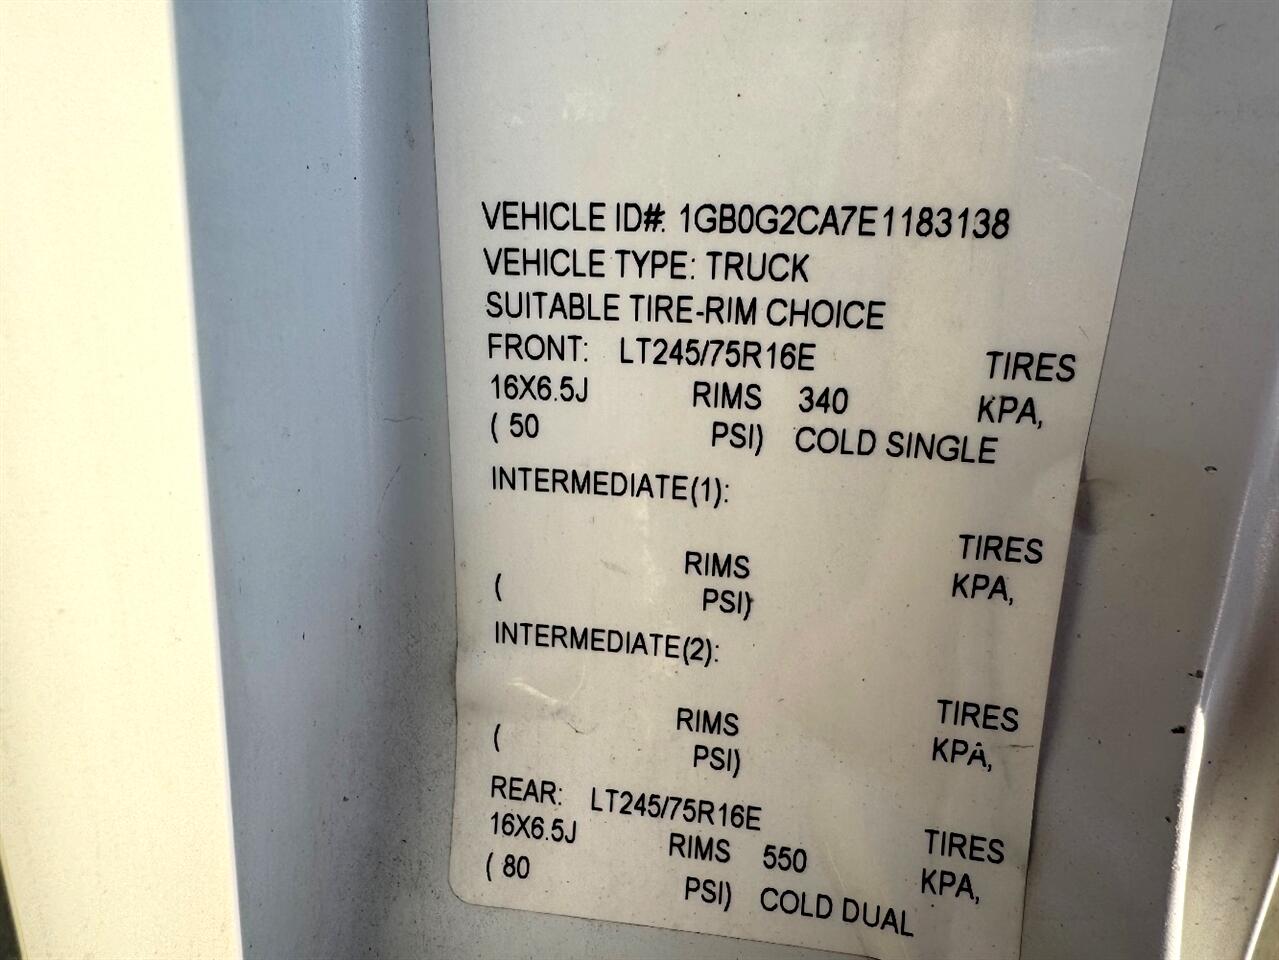 VEHICLE ID#: 1GB0G2CA7E1183138
VEHICLE TYPE: TRUCK
SUITABLE TIRE-RIM CHOICE
FRONT: LT245/75R16E TIRES
16X6.5J RIMS 340 KPA,
( 50 PSI) COLD SINGLE
INTERMEDIATE(1):
TIRES
RIMS KPA,
( PSI)
INTERMEDIATE(2):
TIRES
RIMS KPA,
( PSI)
REAR: LT245/75R16E TIRES
16X6.5J RIMS 550 KPA,
( 80 PSI) COLD DUAL